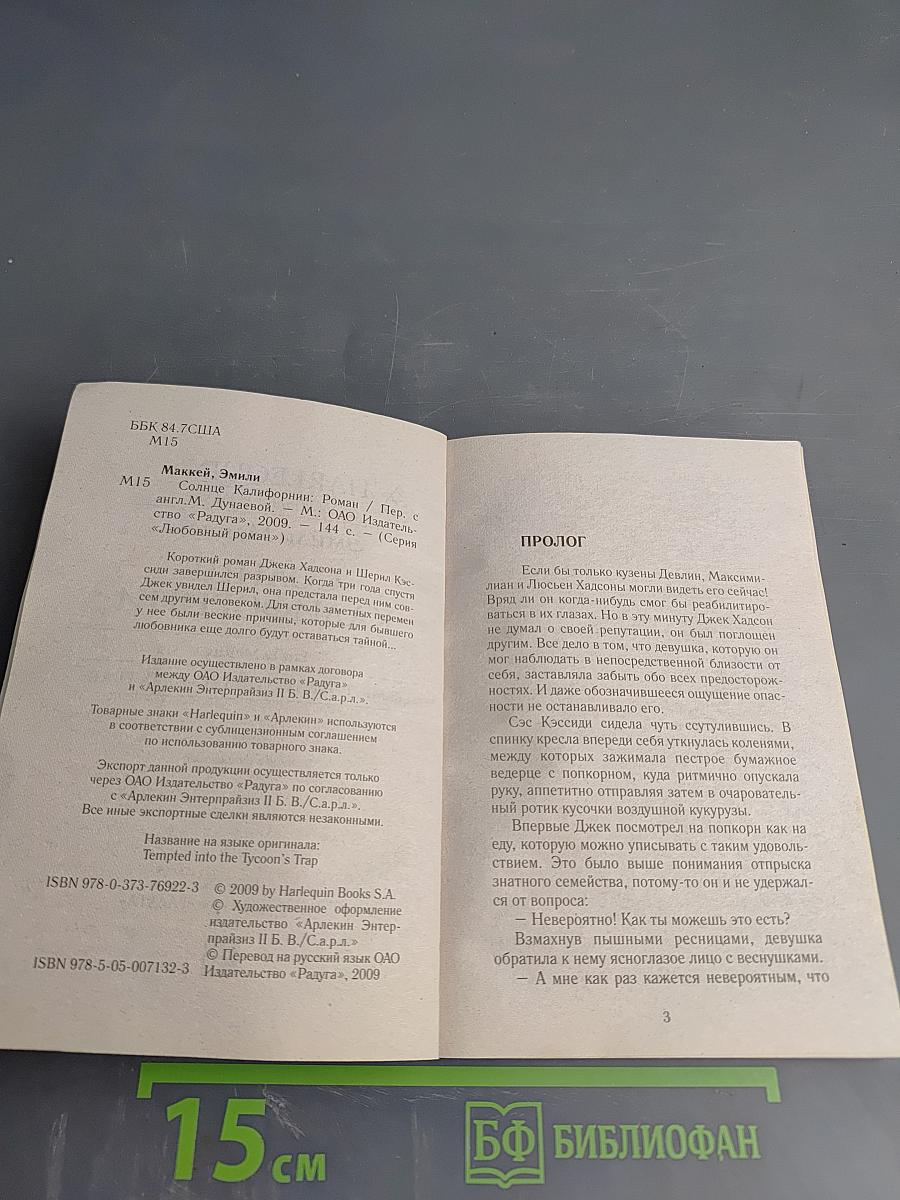 ББК 84.7США
М15
Маккей, Эмили
М15 Солнце Калифорнии: Роман / Пер. с
англ.М. Дунаевой. – М.: ОАО Издатель-
ство «Радуга», 2009. – 144 с. – (Серия
«Любовный роман»)
Короткий роман Джека Хадсона и Шерил Кэс-
сиди завершился разрывом. Когда три года спустя
Джек увидел Шерил, она предстала перед ним сов-
сем другим человеком. Для столь заметных перемен
у нее были веские причины, которые для бывшего
любовника еще долго будут оставаться тайной...
Издание осуществлено в рамках договора
между ОАО Издательство «Радуга»
и «Арлекин Энтерпрайзиз II Б. В./С.а.р.л.».
Товарные знаки «Harlequin» и «Арлекин» используются
в соответствии с сублицензионным соглашением
по использованию товарного знака.
Экспорт данной продукции осуществляется только
через ОАО Издательство «Радуга» по согласованию
с «Арлекин Энтерпрайзиз II Б. В./С.а.р.л.».
Все иные экспортные сделки являются незаконными.
Название на языке оригинала:
Tempted into the Tycoon's Trap
ISBN 978-0-373-76922-3 © 2009 by Harlequin Books S.A.
© Художественное оформление
издательство «Арлекин Энтер-
прайзиз II Б. В./С.а.р.л.»
© Перевод на русский язык ОАО
ISBN 978-5-05-007132-3 Издательство «Радуга», 2009
ПРОЛОГ
Если бы только кузены Девлин, Максими-
лиан и Люсьен Хадсоны могли видеть его сейчас!
Вряд ли он когда-нибудь смог бы реабилитиро-
ваться в их глазах. Но в эту минуту Джек Хадсон
не думал о своей репутации, он был поглощен
другим. Все дело в том, что девушка, которую он
мог наблюдать в непосредственной близости от
себя, заставляла забыть обо всех предосторож-
ностях. И даже обозначившееся ощущение опас-
ности не останавливало его.
Сэс Кэссиди сидела чуть ссутулившись. В
спинку кресла впереди себя уткнулась коленями,
между которых зажимала пестрое бумажное
ведерце с попкорном, куда ритмично опускала
руку, аппетитно отправляя затем в очарователь-
ный ротик кусочки воздушной кукурузы.
Впервые Джек посмотрел на попкорн как на
еду, которую можно уписывать с таким удоволь-
ствием. Это было выше понимания отпрыска
знатного семейства, потому-то он и не удержал-
ся от вопроса:
– Невероятно! Как ты можешь это есть?
Взмахнув пышными ресницами, девушка
обратила к нему ясноглазое лицо с веснушками.
– А мне как раз кажется невероятным, что
3
15 см
БФ БИБЛИОФАН